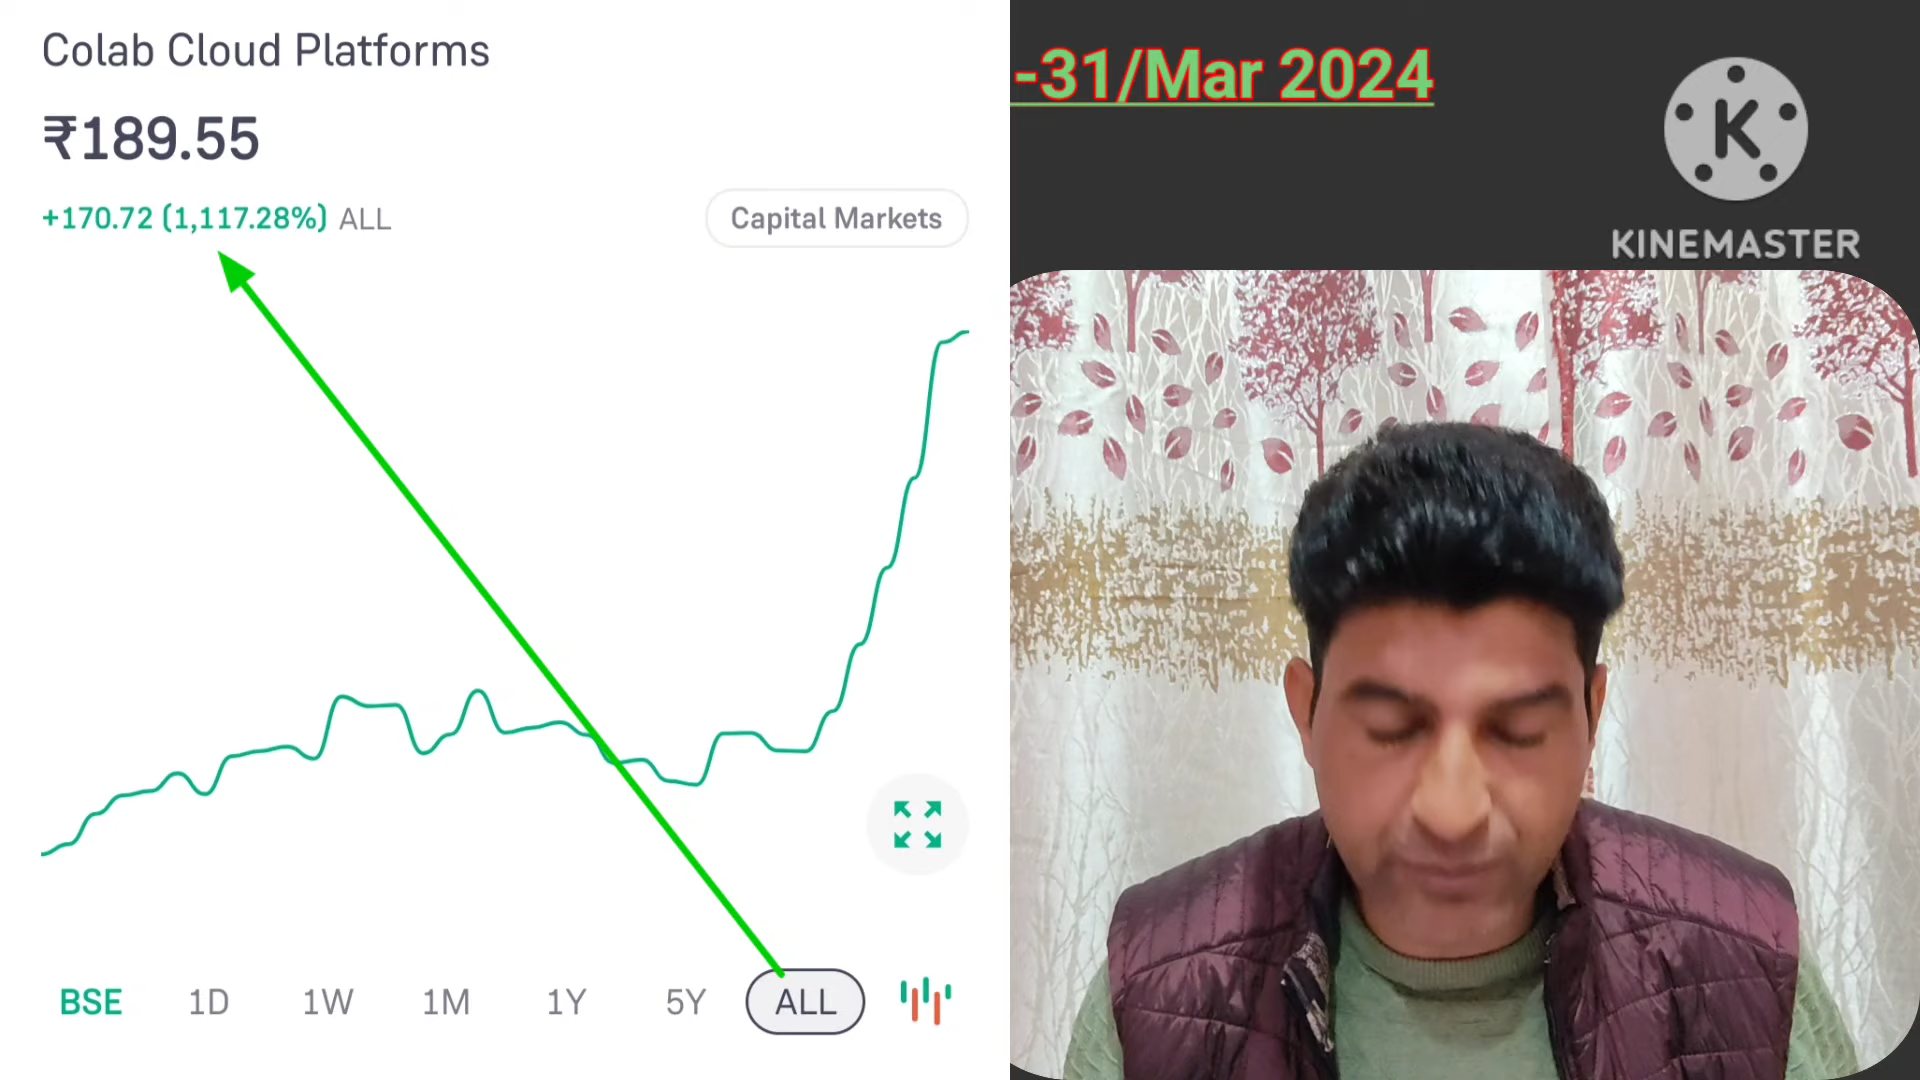 Colab Cloud Platforms
₹189.55
+170.72 (1,117.28%) ALL
Capital Markets
BSE 1D 1W 1M 1Y 5Y ALL
-31/Mar 2024
K
KINEMASTER